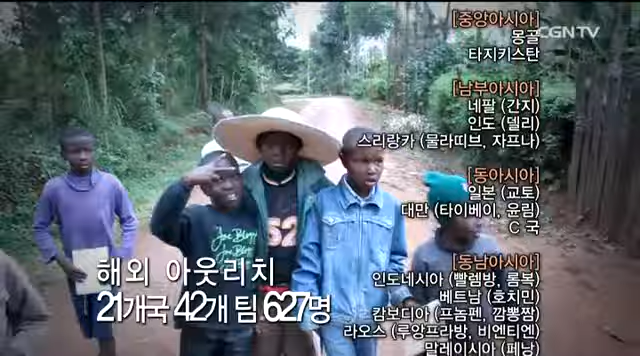 CGNTV
[중앙아시아]
몽골
타지키스탄
[남부아시아]
네팔 (간지)
인도 (델리)
스리랑카 (물라띠브, 자프나)
[동아시아]
일본 (쿄토)
대만 (타이베이, 윤림)
C 국
[동남아시아]
인도네시아 (빨렘방, 롬복)
베트남 (호치민)
캄보디아 (프놈펜, 깜뽕짬)
라오스 (루앙프라방, 비엔티엔)
말레이시아 (페낭)
해외 아웃리치
21개국 42개 팀 627명